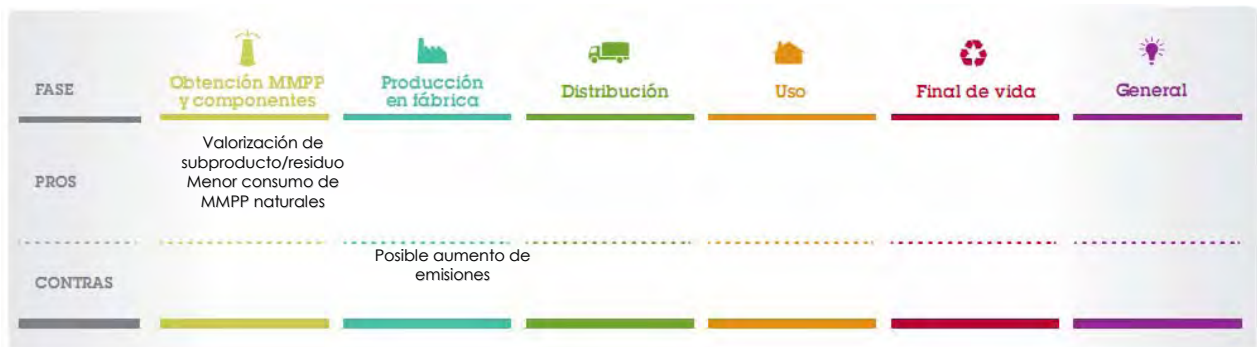 FASE
Obtención MMPP
y componentes
Producción
en fábrica
Distribución
Uso
Final de vida
General
PROS
Valorización de
subproducto/residuo
Menor consumo de
MMPP naturales
CONTRAS
Posible aumento de
emisiones